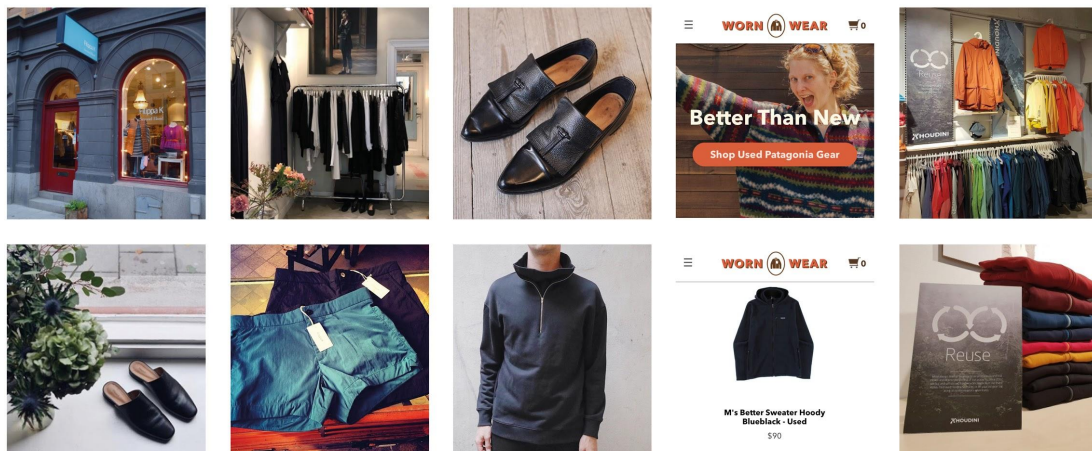 WORN WEAR
0
Better Than New
Shop Used Patagonia Gear
Reuse
HOUDINI
WORN WEAR
0
M's Better Sweater Hoody
Blueblack - Used
$90
Reuse
HOUDINI